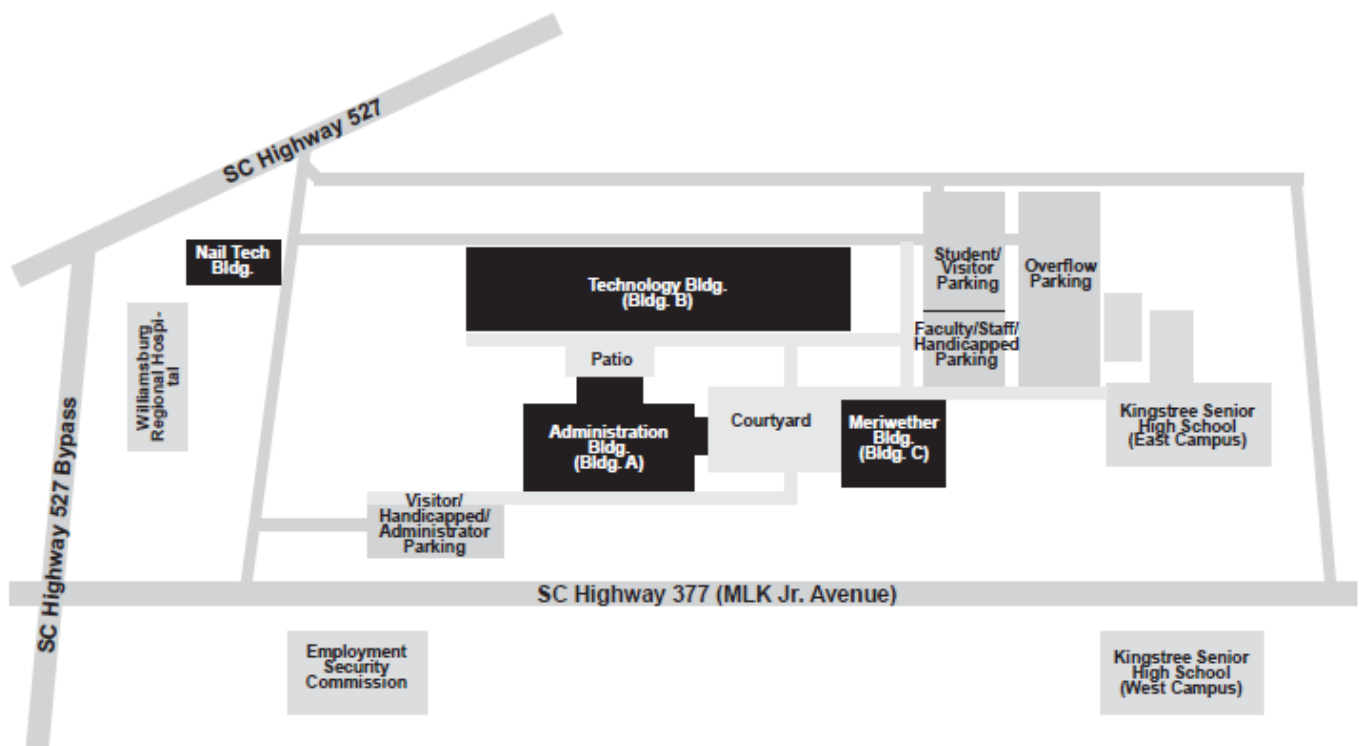 SC Highway 527
Nail Tech
Bldg.
Technology Bldg.
(Bldg. B)
Student/
Visitor
Parking
Overflow
Parking
Faculty/Staff/
Handicapped
Parking
Williamsburg
Regional Hospi-
tal
Patio
SC Highway 527 Bypass
Administration
Bldg.
(Bldg. A)
Courtyard
Meriwether
Bldg.
(Bldg. C)
Kingstree Senior
High School
(East Campus)
Visitor/
Handicapped/
Administrator
Parking
SC Highway 377 (MLK Jr. Avenue)
Employment
Security
Commission
Kingstree Senior
High School
(West Campus)